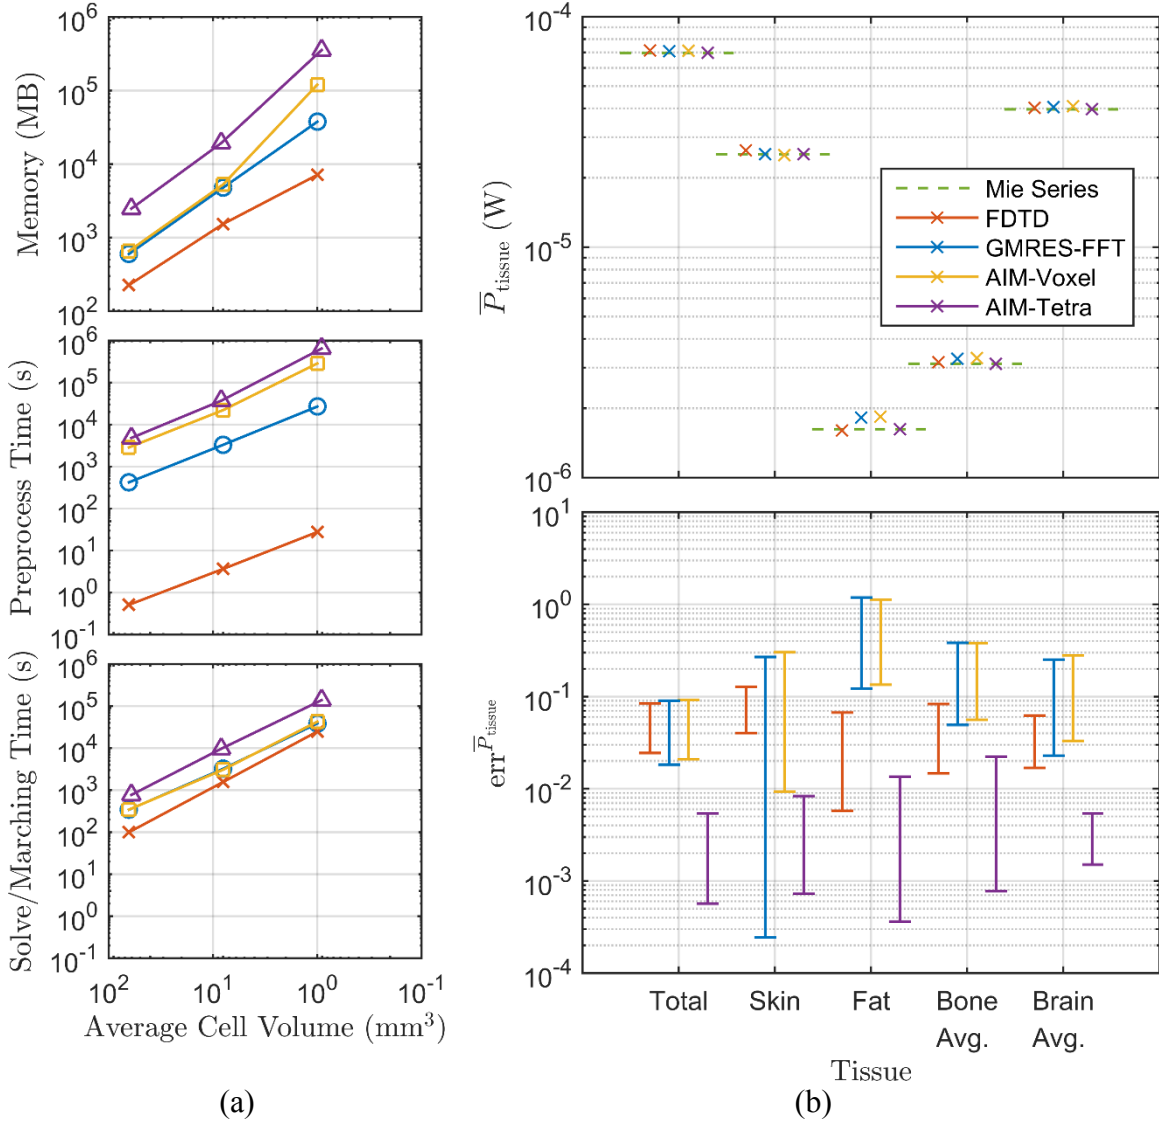 10^6
10^5
10^4
10^3
10^2
Memory (MB)
10^6
10^5
10^4
10^3
10^2
10^1
10^0
10^-1
Preprocess Time (s)
10^6
10^5
10^4
10^3
10^2
10^1
10^0
10^-1
Solve/Marching Time (s)
10^2 10^1 10^0 10^-1
Average Cell Volume (mm^3)
(a)
10^-4
10^-5
10^-6
P̅_tissue (W)
Mie Series
FDTD
GMRES-FFT
AIM-Voxel
AIM-Tetra
10^1
10^0
10^-1
10^-2
10^-3
10^-4
err^P̅_tissue
Total Skin Fat Bone Brain
Avg. Avg.
Tissue
(b)